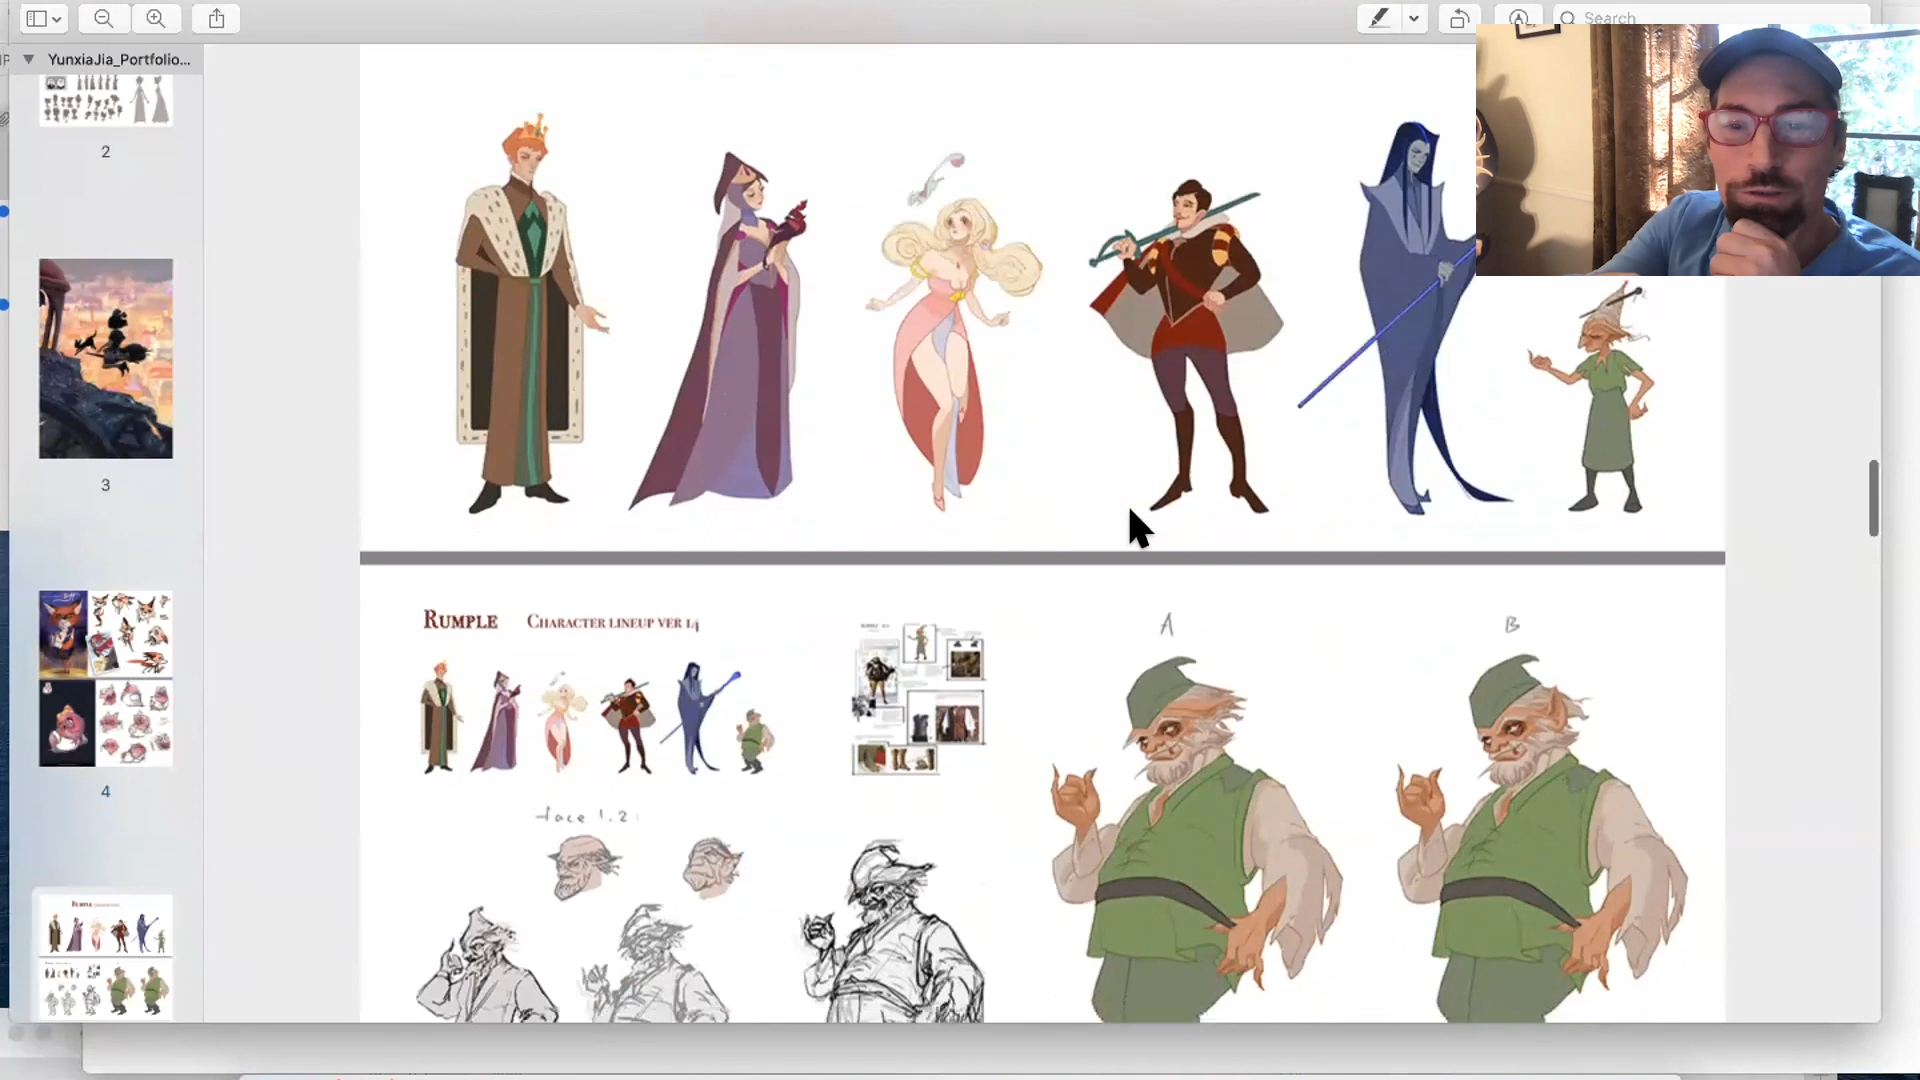 Search
YunxiaJia_Portfolio...
2
3
4
RUMPLE CHARACTER LINEUP VER 14
A
B
face 1.2: